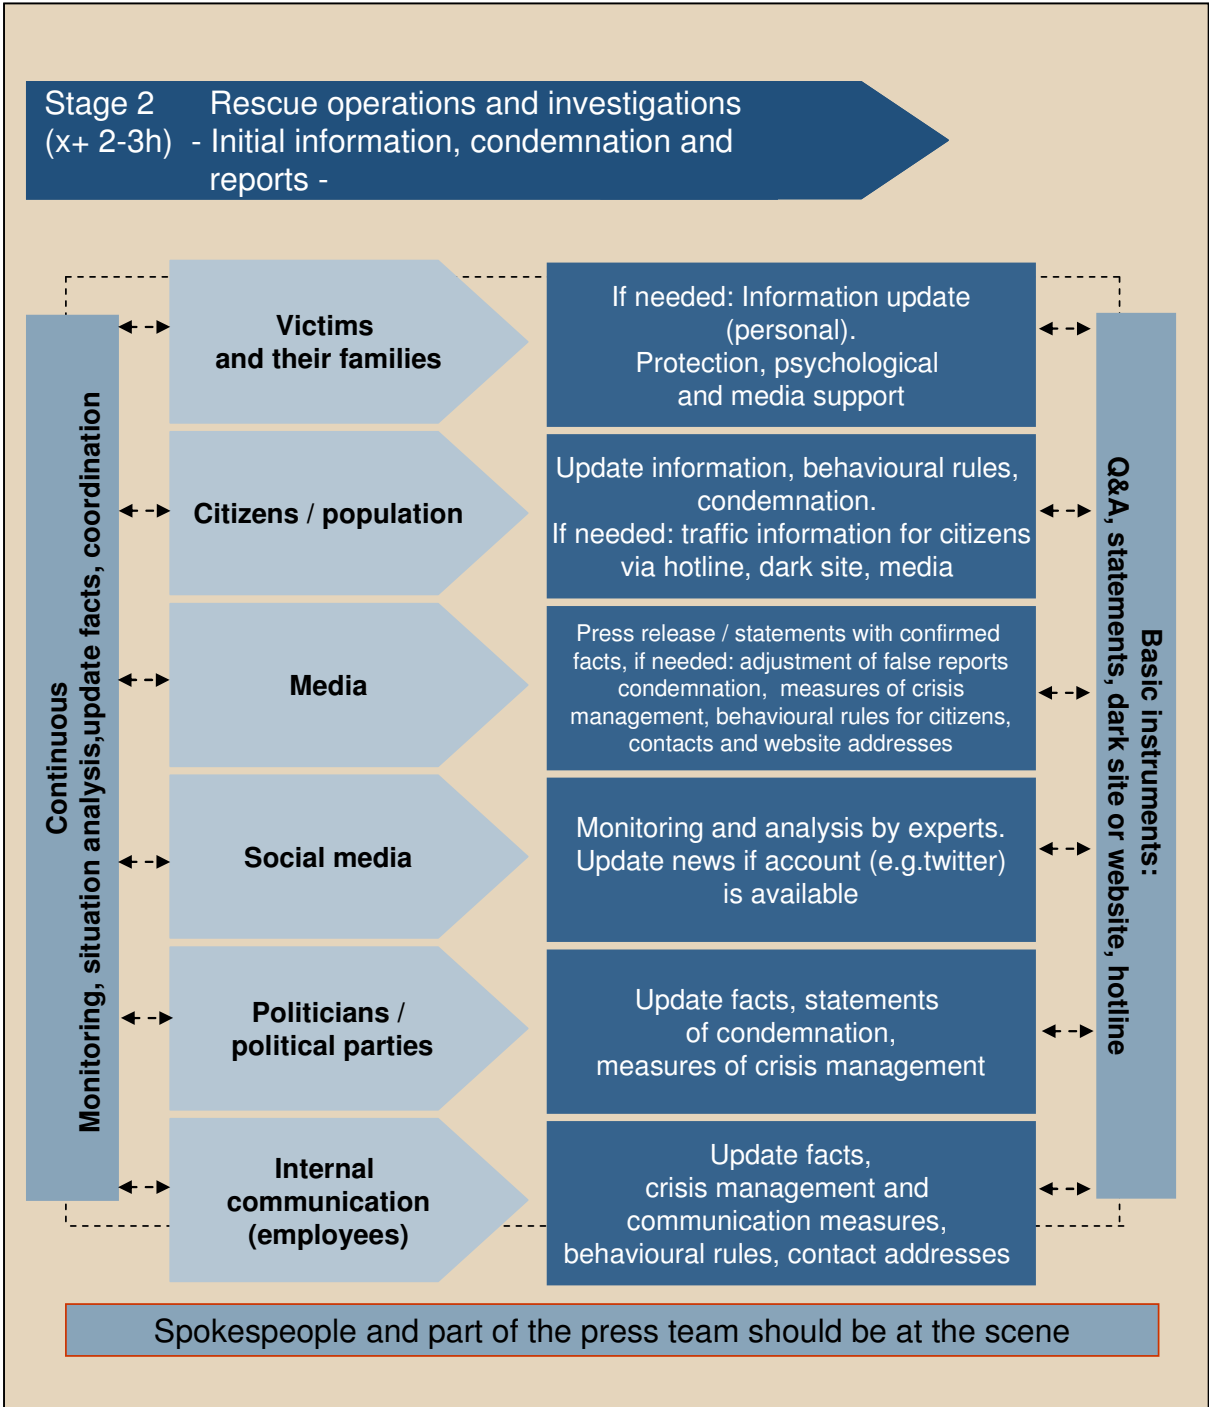 Stage 2 Rescue operations and investigations
(x+ 2-3h) - Initial information, condemnation and
reports -
Continuous
Monitoring, situation analysis,update facts, coordination
Victims
and their families
If needed: Information update
(personal).
Protection, psychological
and media support
Citizens / population
Update information, behavioural rules,
condemnation.
If needed: traffic information for citizens
via hotline, dark site, media
Media
Press release / statements with confirmed
facts, if needed: adjustment of false reports
condemnation, measures of crisis
management, behavioural rules for citizens,
contacts and website addresses
Social media
Monitoring and analysis by experts.
Update news if account (e.g.twitter)
is available
Politicians /
political parties
Update facts, statements
of condemnation,
measures of crisis management
Internal
communication
(employees)
Update facts,
crisis management and
communication measures,
behavioural rules, contact addresses
Basic instruments:
Q&A, statements, dark site or website, hotline
Spokespeople and part of the press team should be at the scene